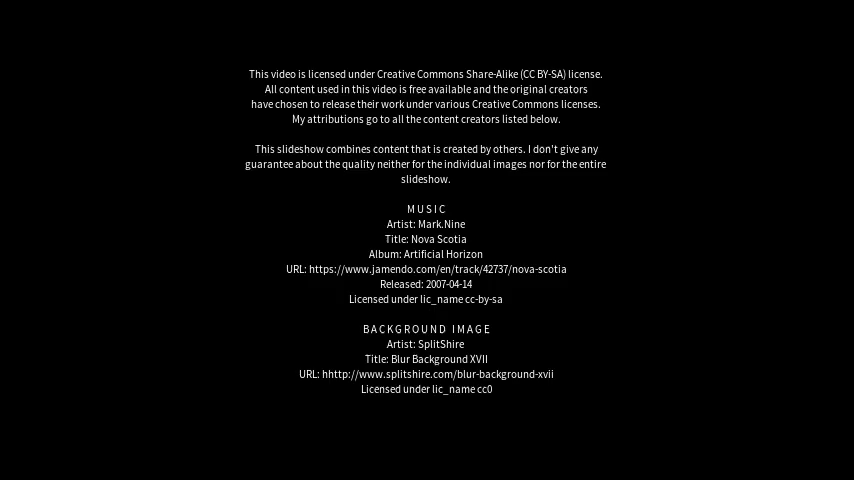 This video is licensed under Creative Commons Share-Alike (CC BY-SA) license.
All content used in this video is free available and the original creators
have chosen to release their work under various Creative Commons licenses.
My attributions go to all the content creators listed below.
This slideshow combines content that is created by others. I don't give any
guarantee about the quality neither for the individual images nor for the entire
slideshow.
M U S I C
Artist: Mark.Nine
Title: Nova Scotia
Album: Artificial Horizon
URL: https://www.jamendo.com/en/track/42737/nova-scotia
Released: 2007-04-14
Licensed under lic_name cc-by-sa
B A C K G R O U N D   I M A G E
Artist: SplitShire
Title: Blur Background XVII
URL: hhttp://www.splitshire.com/blur-background-xvii
Licensed under lic_name cc0